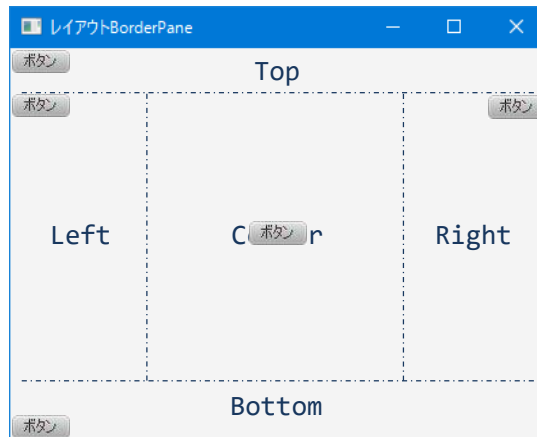 レイアウトBorderPane
ボタン
Top
ボタン
ボタン
Left
C ボタン r
Right
Bottom
ボタン